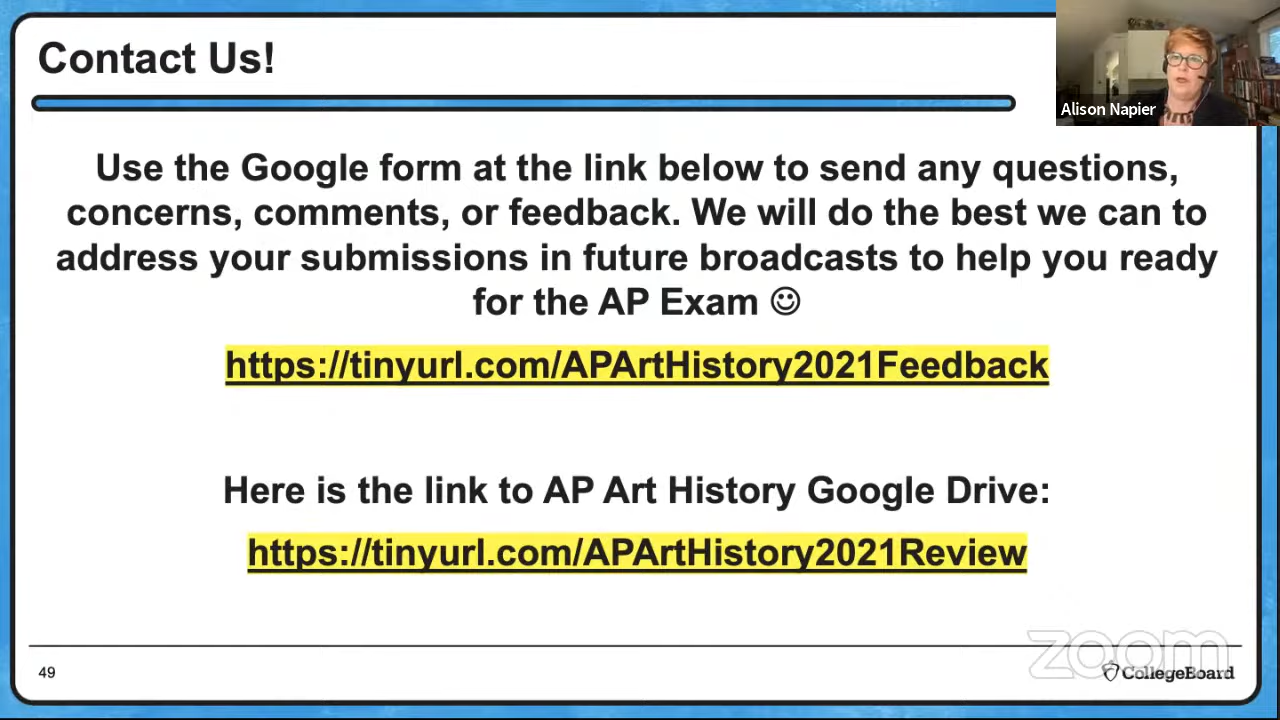 Contact Us!
Alison Napier
Use the Google form at the link below to send any questions,
concerns, comments, or feedback. We will do the best we can to
address your submissions in future broadcasts to help you ready
for the AP Exam ☺
https://tinyurl.com/APArtHistory2021Feedback
Here is the link to AP Art History Google Drive:
https://tinyurl.com/APArtHistory2021Review
zoom
49
CollegeBoard